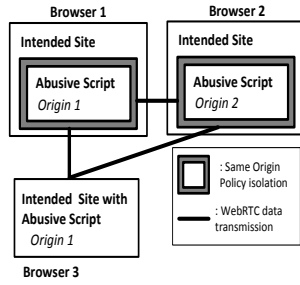 Browser 1
Browser 2
Intended Site
Abusive Script
Origin 1
Intended Site
Abusive Script
Origin 2
Intended Site with
Abusive Script
Origin 1
Browser 3
: Same Origin
Policy isolation
: WebRTC data
transmission